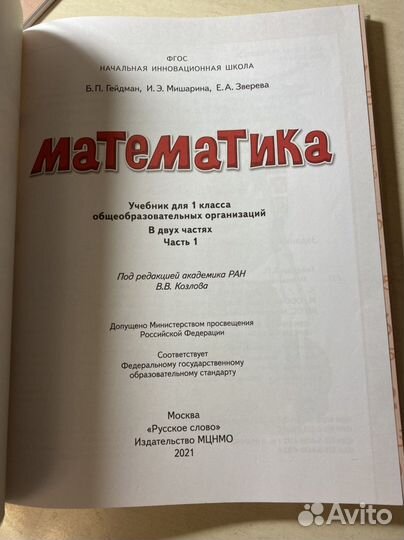 ФГОС
НАЧАЛЬНАЯ ИННОВАЦИОННАЯ ШКОЛА
Б.П. Гейдман, И.Э. Мишарина, Е.А. Зверева
математика
Учебник для 1 класса
общеобразовательных организаций
В двух частях
Часть 1
Под редакцией академика РАН
В.В. Козлова
Допущено Министерством просвещения
Российской Федерации
Соответствует
Федеральному государственному
образовательному стандарту
Москва
«Русское слово»
Издательство МЦНМО
2021
Avito